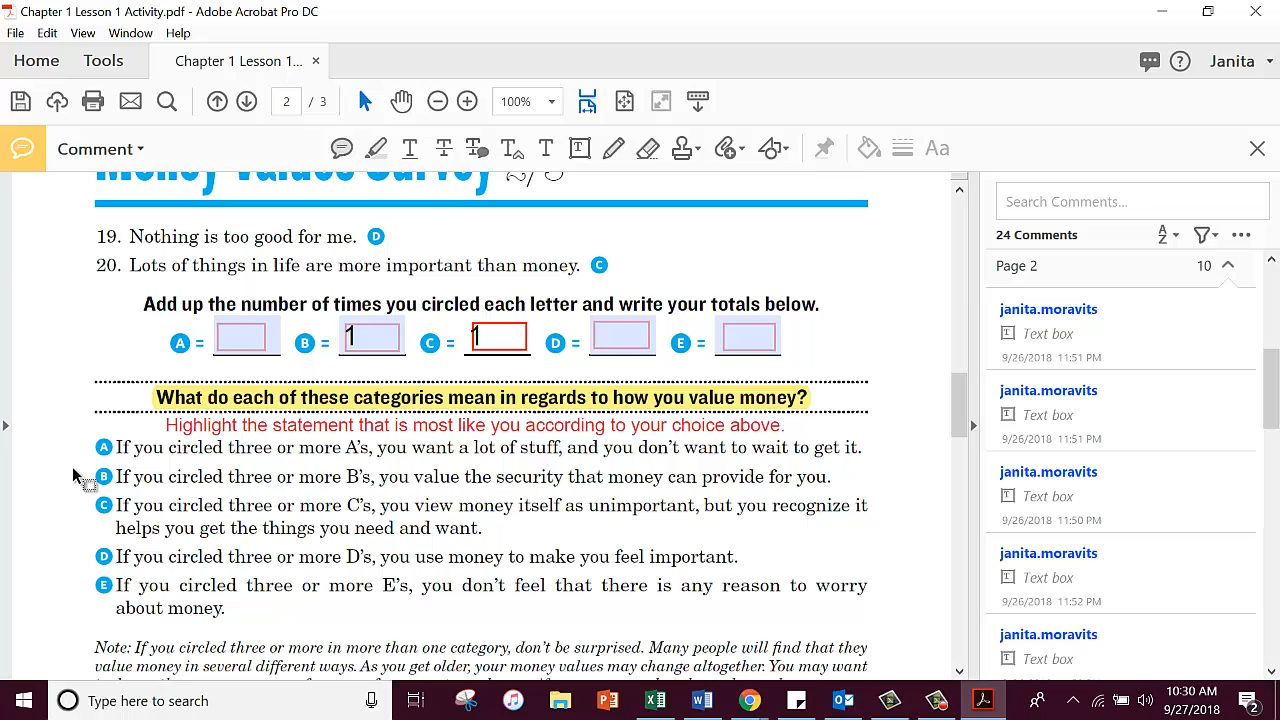 Chapter 1 Lesson 1 Activity.pdf - Adobe Acrobat Pro DC
File Edit View Window Help
Home Tools Chapter 1 Lesson 1... × Janita
2 / 3 100%
Comment
Money Values Survey 2/3
19. Nothing is too good for me. D
20. Lots of things in life are more important than money. C
Add up the number of times you circled each letter and write your totals below.
A = B = 1 C = 1 D = E =
What do each of these categories mean in regards to how you value money?
Highlight the statement that is most like you according to your choice above.
A If you circled three or more A's, you want a lot of stuff, and you don't want to wait to get it.
B If you circled three or more B's, you value the security that money can provide for you.
C If you circled three or more C's, you view money itself as unimportant, but you recognize it
helps you get the things you need and want.
D If you circled three or more D's, you use money to make you feel important.
E If you circled three or more E's, you don't feel that there is any reason to worry
about money.
Note: If you circled three or more in more than one category, don't be surprised. Many people will find that they
value money in several different ways. As you get older, your money values may change altogether. You may want
Search Comments...
24 Comments
Page 2 10
janita.moravits
Text box
9/26/2018 11:51 PM
janita.moravits
Text box
9/26/2018 11:51 PM
janita.moravits
Text box
9/26/2018 11:50 PM
janita.moravits
Text box
9/26/2018 11:52 PM
janita.moravits
Text box
Type here to search
10:30 AM
9/27/2018
2